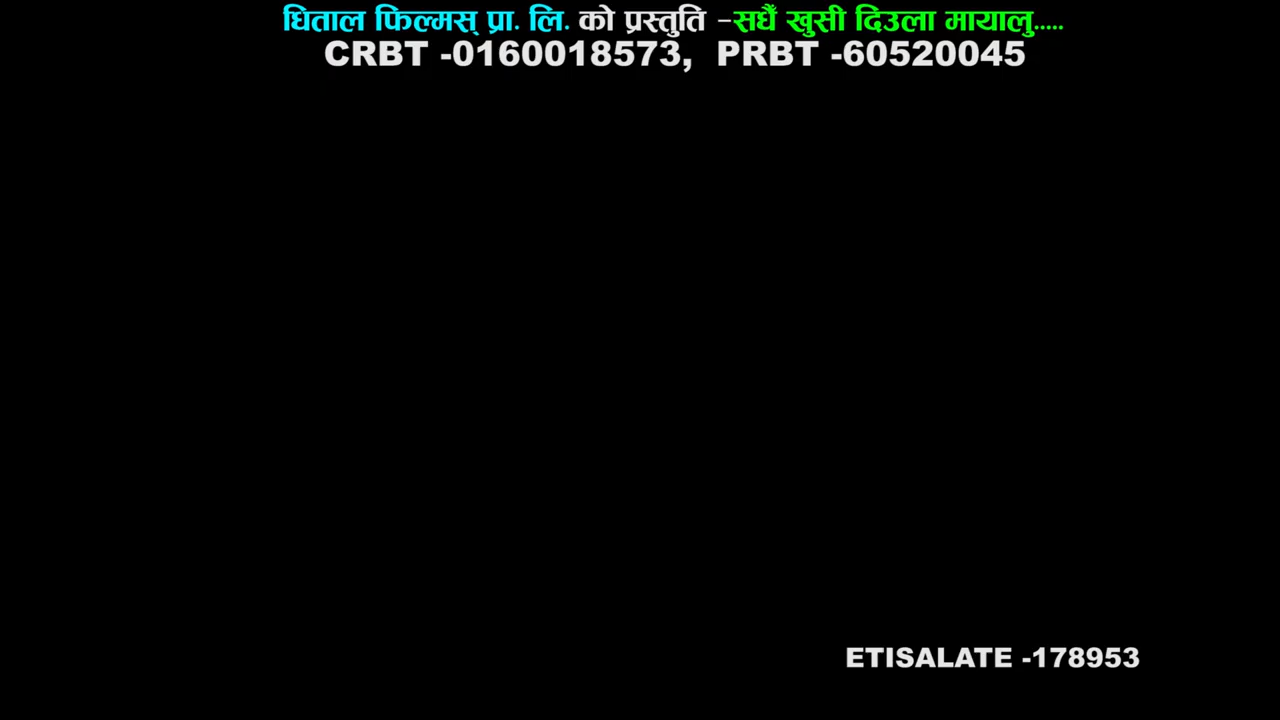 धिताल फिल्मस् प्रा. लि. को प्रस्तुति -सधैँ खुसी दिउला मायालु.....
CRBT -0160018573, PRBT -60520045
ETISALATE -178953